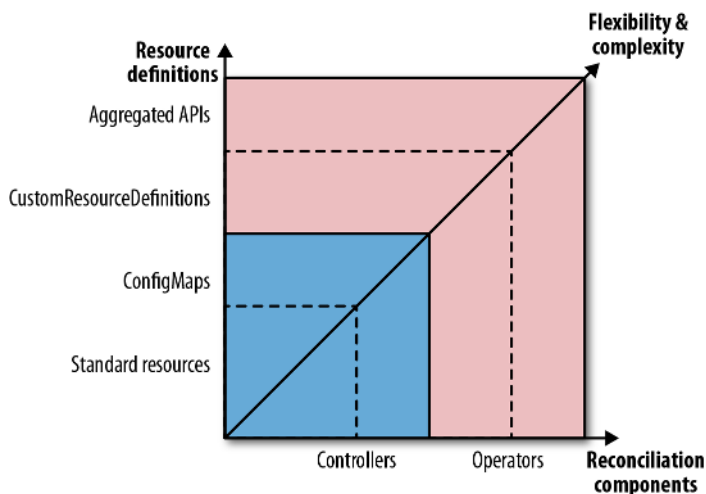 Flexibility &
complexity
Resource
definitions
Aggregated APIs
CustomResourceDefinitions
ConfigMaps
Standard resources
Controllers
Operators
Reconciliation
components